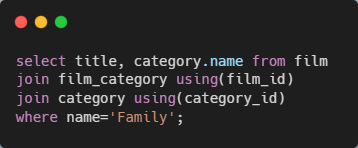 select title, category.name from film
join film_category using(film_id)
join category using(category_id)
where name='Family';